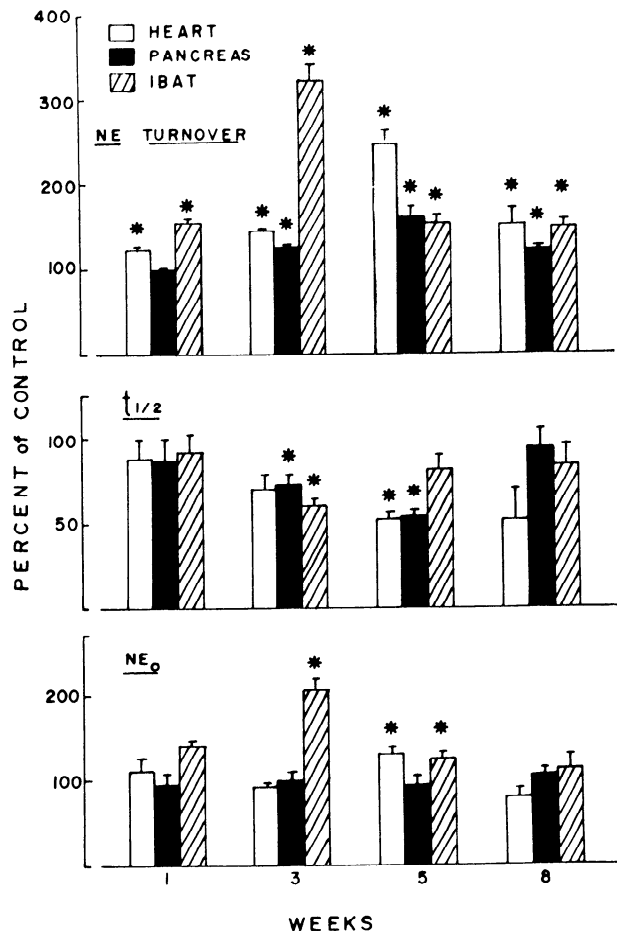 400
300
200
100
HEART
PANCREAS
IBAT
NE TURNOVER
* * * * * * * * * * *
PERCENT of CONTROL
t1/2
100
50
* * * *
NEo
200
100
* * *
1 3 5 8
WEEKS